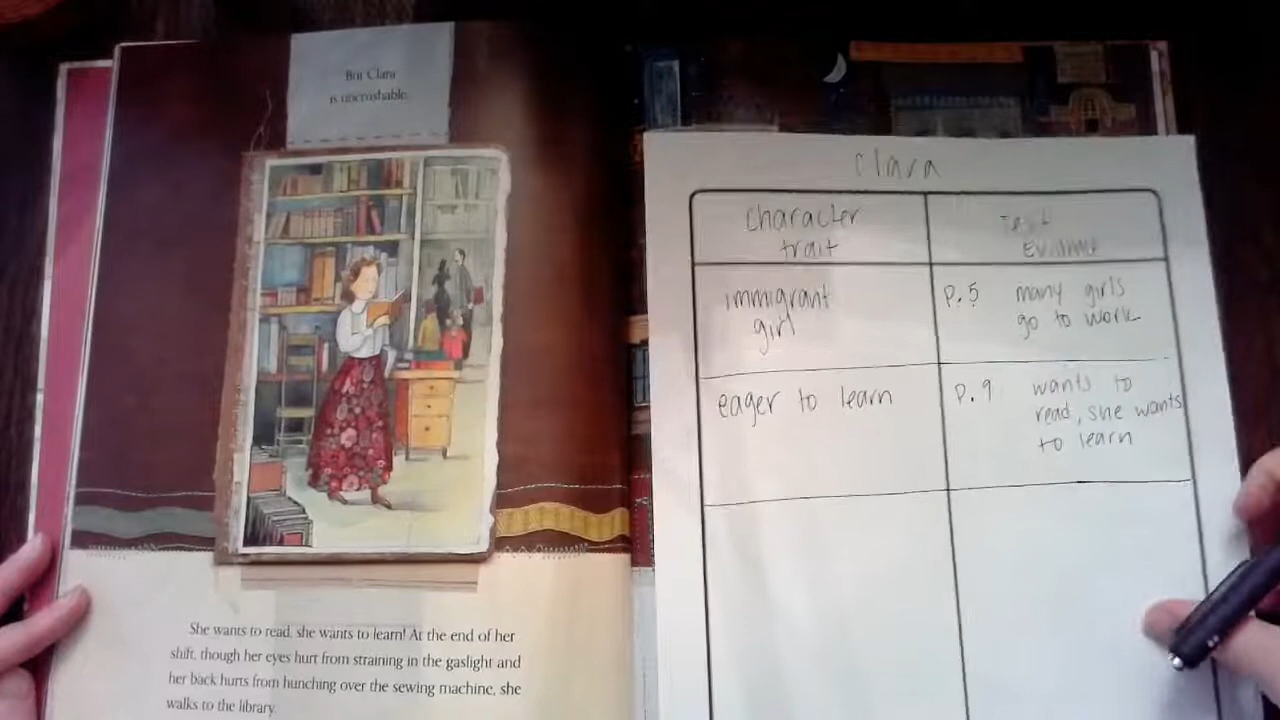 But Clara
is uncrushable.
She wants to read, she wants to learn! At the end of her
shift, though her eyes hurt from straining in the gaslight and
her back hurts from hunching over the sewing machine, she
walks to the library.
Clara
Character
trait
Text
Evidence
immigrant
girl
P. 5 many girls
go to work
eager to learn
P. 9 wants to
read, she wants
to learn